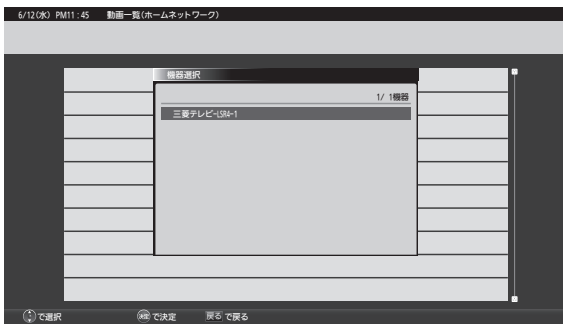 6/12(水) PM11:45 動画一覧(ホームネットワーク)
機器選択
1/ 1機器
三菱テレビ-LSR4-1
で選択 決定 で決定 戻る で戻る